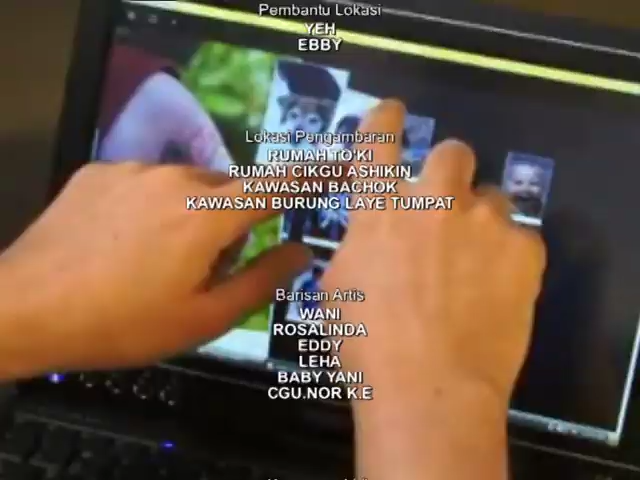 Pembantu Lokasi
YEH
EBBY
Lokasi Pengambaran
RUMAH TO'KI
RUMAH CIKGU ASHIKIN
KAWASAN BACHOK
KAWASAN BURUNG LAYE TUMPAT
Barisan Artis
WANI
ROSALINDA
EDDY
LEHA
BABY YANI
CGU.NOR K.E